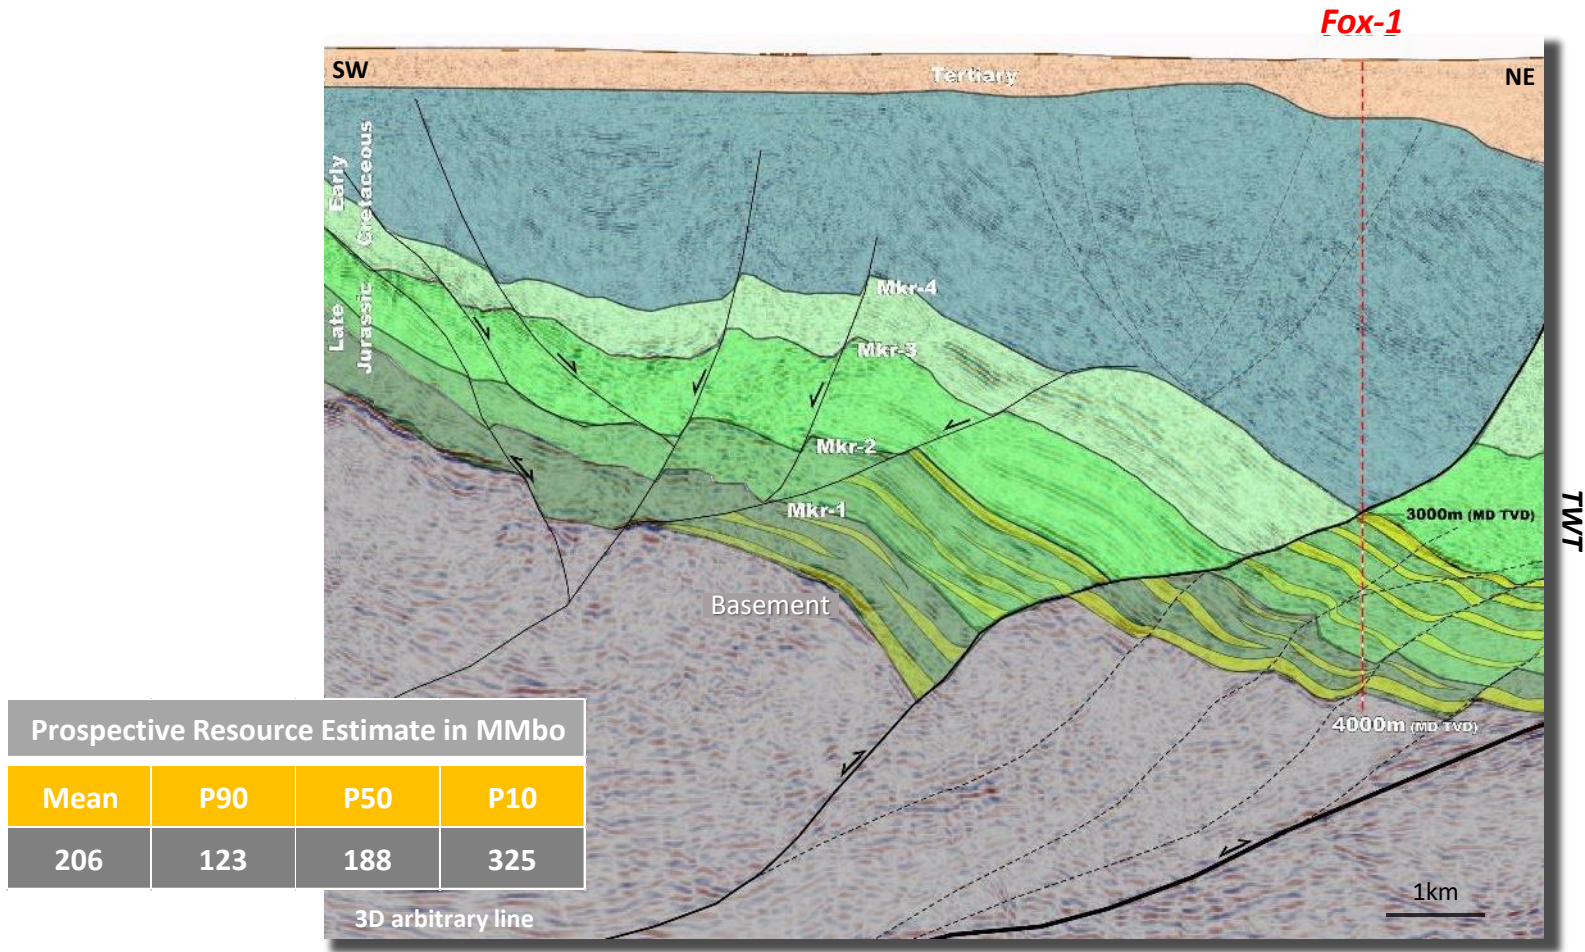 Fox-1
SW
NE
Tertiary
Early
Cretaceous
Late
Jurassic
Mkr-4
Mkr-3
Mkr-2
Mkr-1
3000m (MD TVD)
TWT
Basement
4000m (MD TVD)
Prospective Resource Estimate in MMbo
Mean P90 P50 P10
206 123 188 325
1km
3D arbitrary line